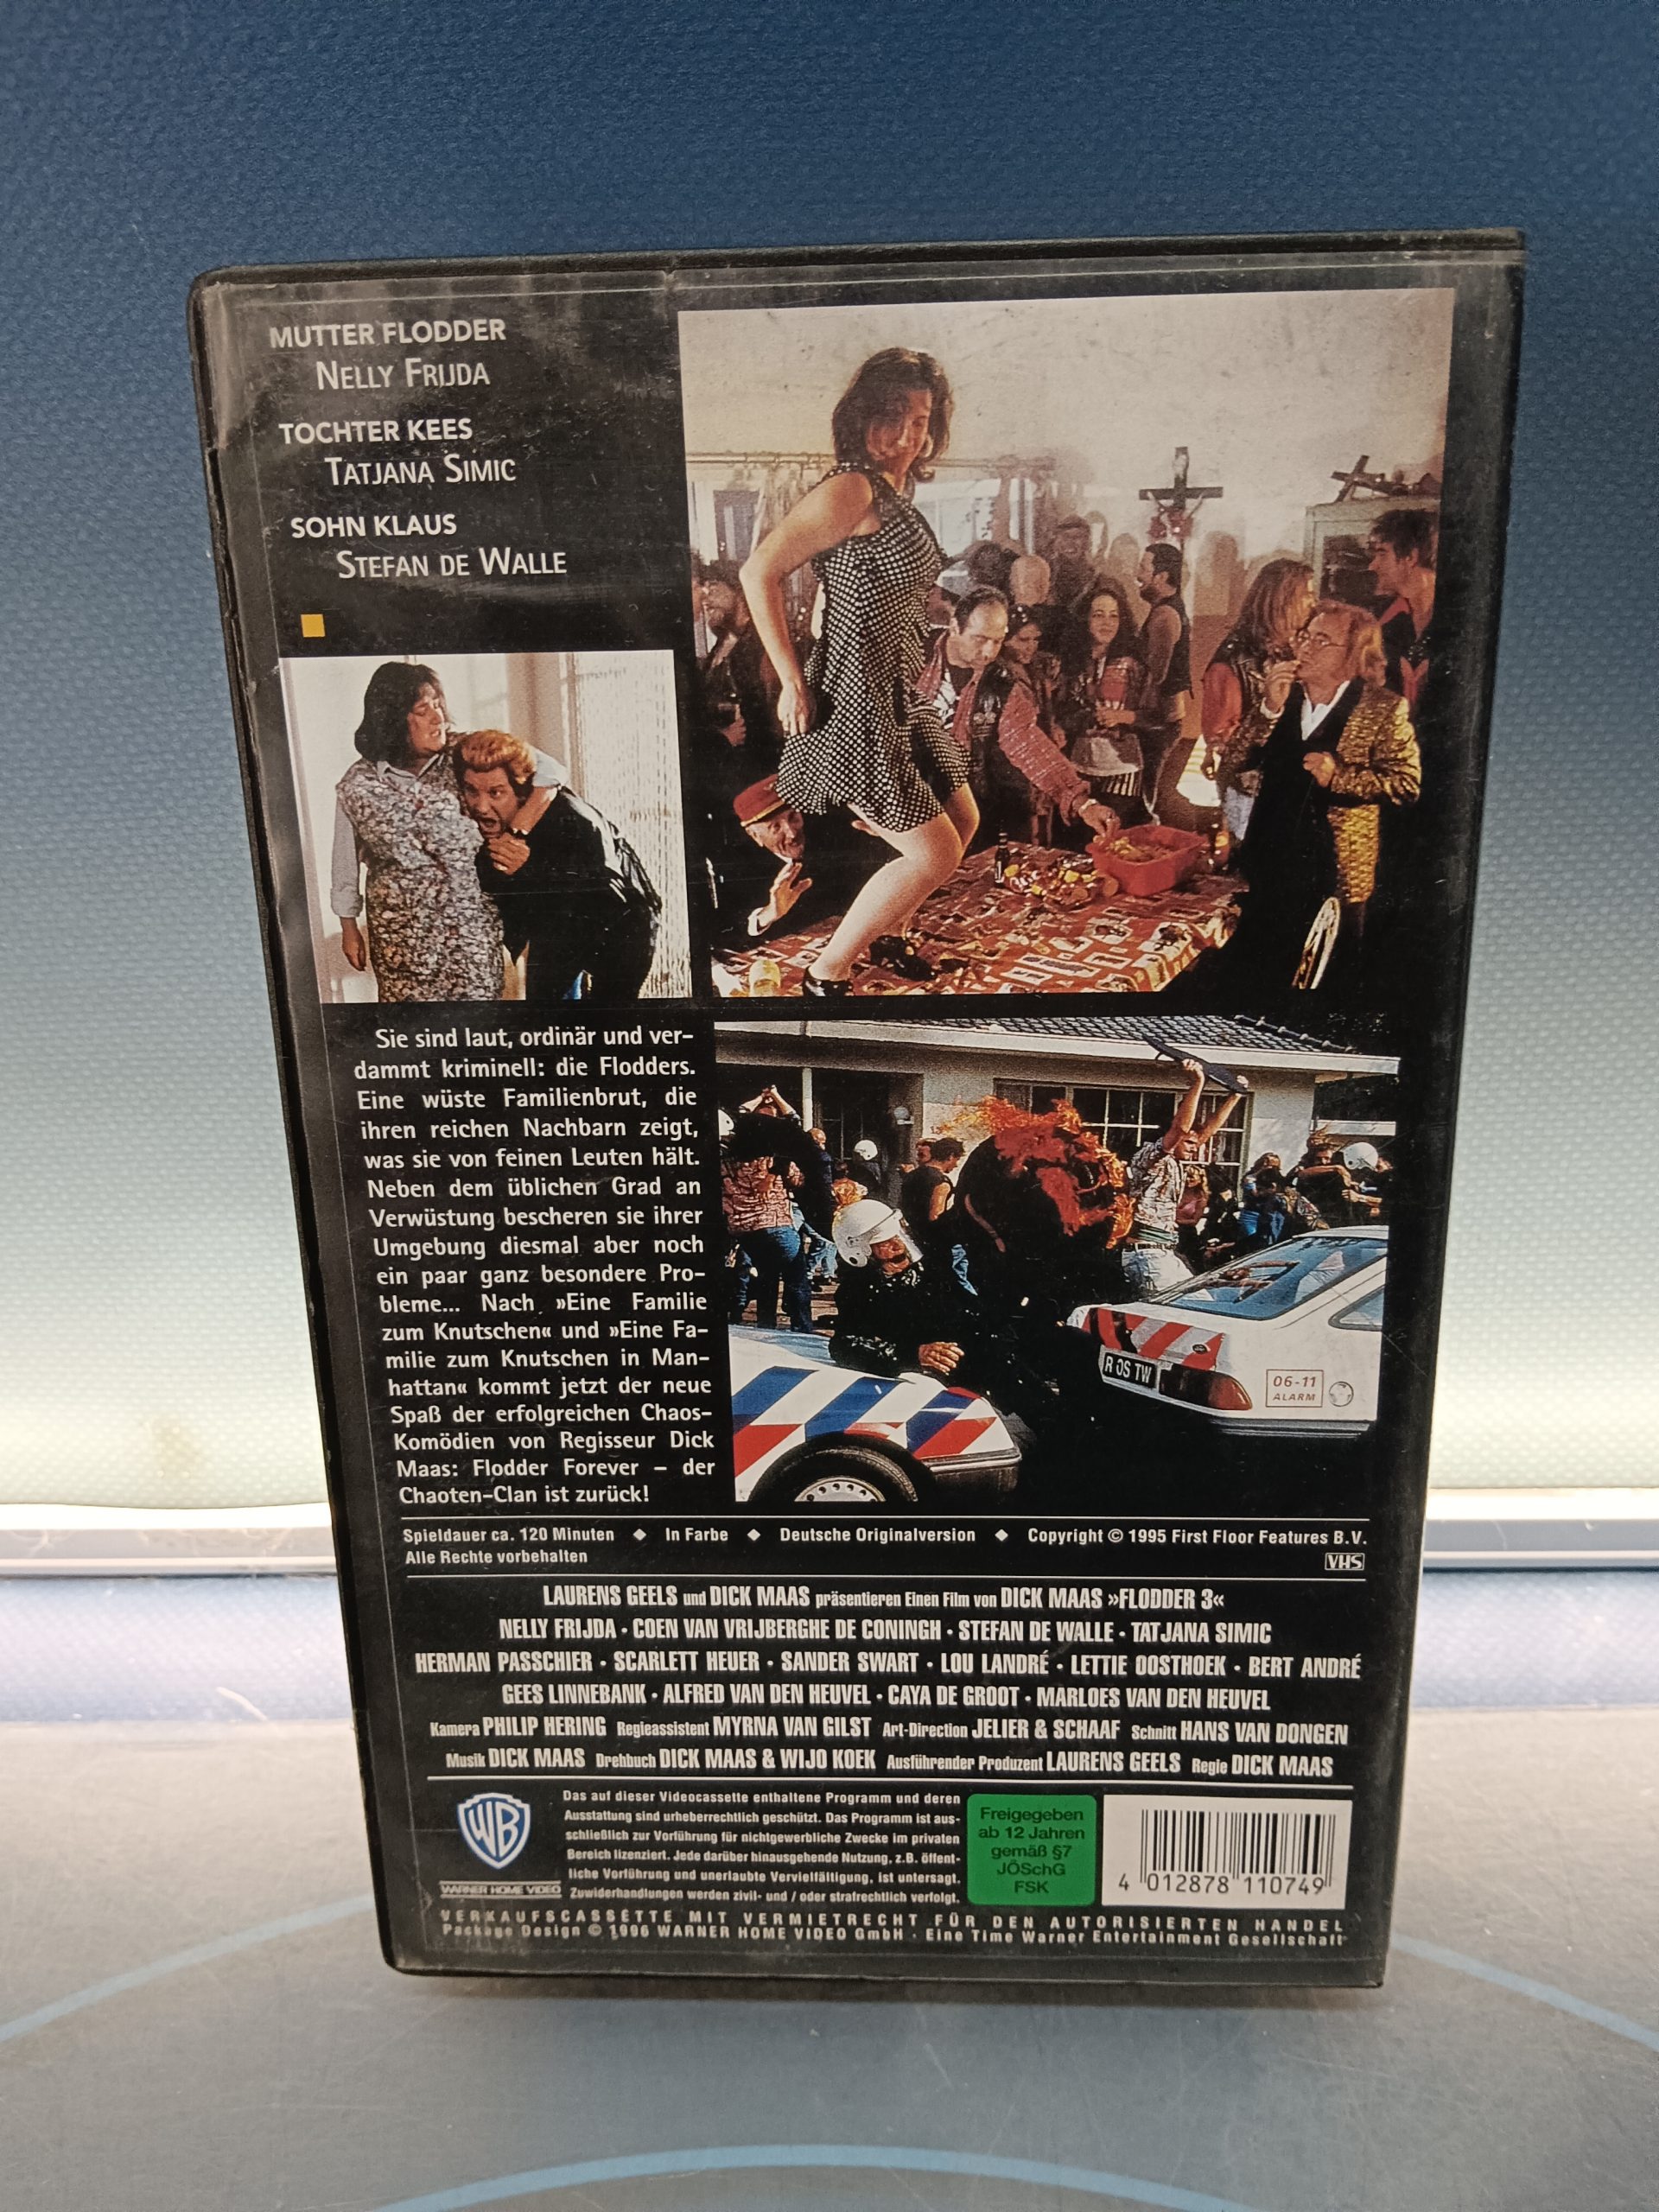 MUTTER FLODDER
NELLY FRIJDA
TOCHTER KEES
TATJANA SIMIC
SOHN KLAUS
STEFAN DE WALLE
Sie sind laut, ordinär und ver-
dammt kriminell: die Flodders.
Eine wüste Familienbrut, die
ihren reichen Nachbarn zeigt,
was sie von feinen Leuten hält.
Neben dem üblichen Grad an
Verwüstung bescheren sie ihrer
Umgebung diesmal aber noch
ein paar ganz besondere Pro-
bleme... Nach »Eine Familie
zum Knutschen« und »Eine Fa-
milie zum Knutschen in Man-
hattan« kommt jetzt der neue
Spaß der erfolgreichen Chaos-
Komödien von Regisseur Dick
Maas: Flodder Forever – der
Chaoten-Clan ist zurück!
R OS TW
06-11
ALARM
Spieldauer ca. 120 Minuten ◆ In Farbe ◆ Deutsche Originalversion ◆ Copyright © 1995 First Floor Features B.V.
Alle Rechte vorbehalten
VHS
LAURENS GEELS und DICK MAAS präsentieren Einen Film von DICK MAAS »FLODDER 3«
NELLY FRIJDA · COEN VAN VRIJBERGHE DE CONINGH · STEFAN DE WALLE · TATJANA SIMIC
HERMAN PASSCHIER · SCARLETT HEUER · SANDER SWART · LOU LANDRÉ · LETTIE OOSTHOEK · BERT ANDRÉ
GEES LINNEBANK · ALFRED VAN DEN HEUVEL · CAYA DE GROOT · MARLOES VAN DEN HEUVEL
Kamera PHILIP HERING Regieassistent MYRNA VAN GILST Art-Direction JELIER & SCHAAF Schnitt HANS VAN DONGEN
Musik DICK MAAS Drehbuch DICK MAAS & WIJO KOEK Ausführender Produzent LAURENS GEELS Regie DICK MAAS
WB
WARNER HOME VIDEO
Das auf dieser Videocassette enthaltene Programm und deren
Ausstattung sind urheberrechtlich geschützt. Das Programm ist aus-
schließlich zur Vorführung für nichtgewerbliche Zwecke im privaten
Bereich lizenziert. Jede darüber hinausgehende Nutzung, z.B. öffent-
liche Vorführung und unerlaubte Vervielfältigung, ist untersagt.
Zuwiderhandlungen werden zivil- und / oder strafrechtlich verfolgt.
Freigegeben
ab 12 Jahren
gemäß §7
JÖSchG
FSK
4 012878 110749
VERKAUFSCASSETTE MIT VERMIETRECHT FÜR DEN AUTORISIERTEN HANDEL
Package Design © 1996 WARNER HOME VIDEO GmbH · Eine Time Warner Entertainment Gesellschaft